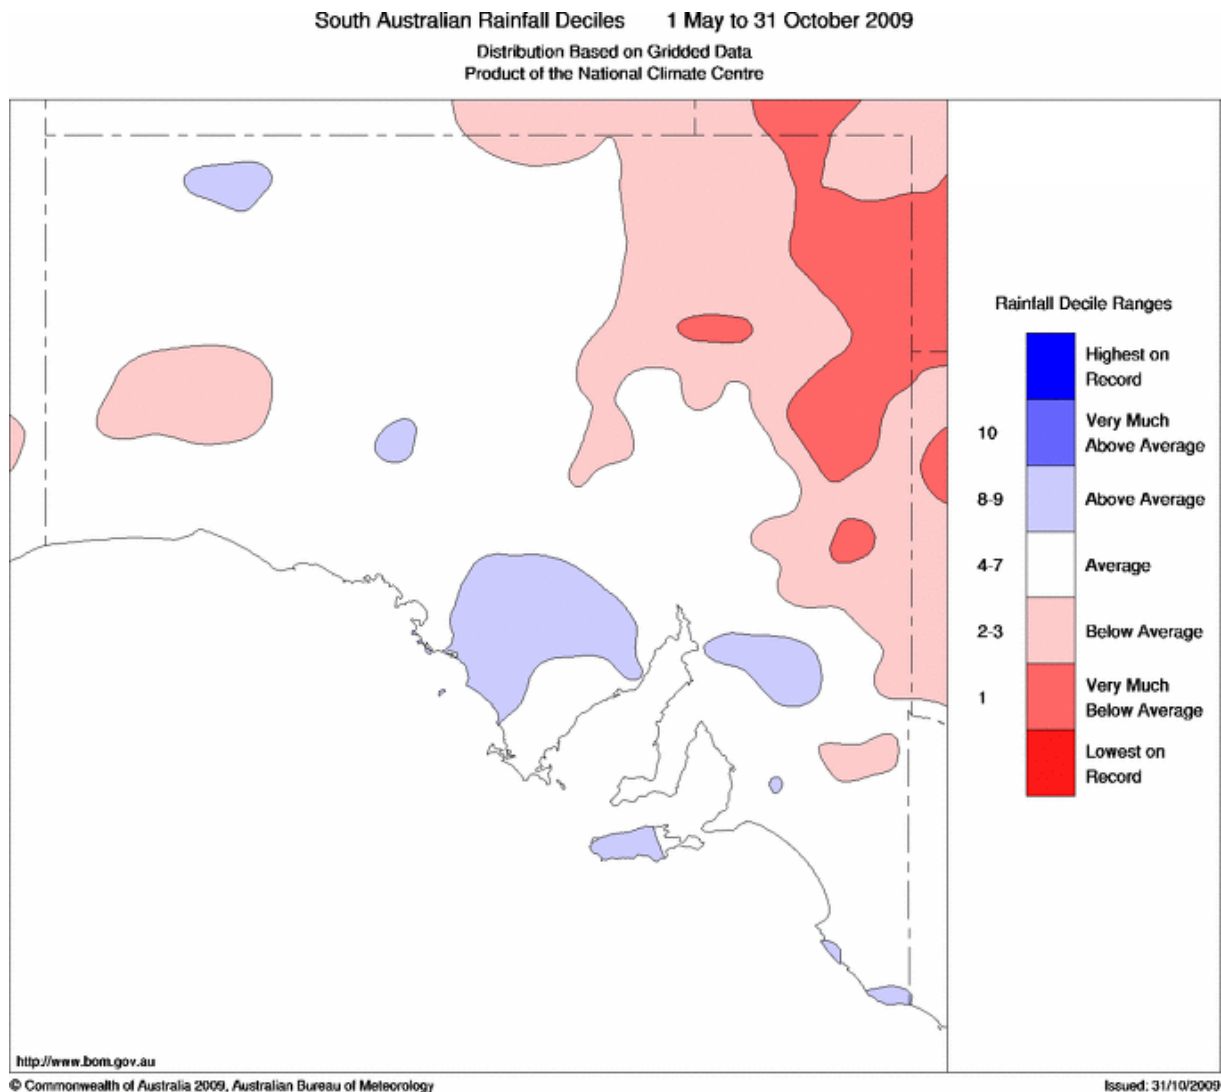 South Australian Rainfall Deciles 1 May to 31 October 2009
Distribution Based on Gridded Data
Product of the National Climate Centre
Rainfall Decile Ranges
Highest on
Record
10
Very Much
Above Average
8-9
Above Average
4-7
Average
2-3
Below Average
1
Very Much
Below Average
Lowest on
Record
http://www.bom.gov.au
© Commonwealth of Australia 2009, Australian Bureau of Meteorology
Issued: 31/10/2009